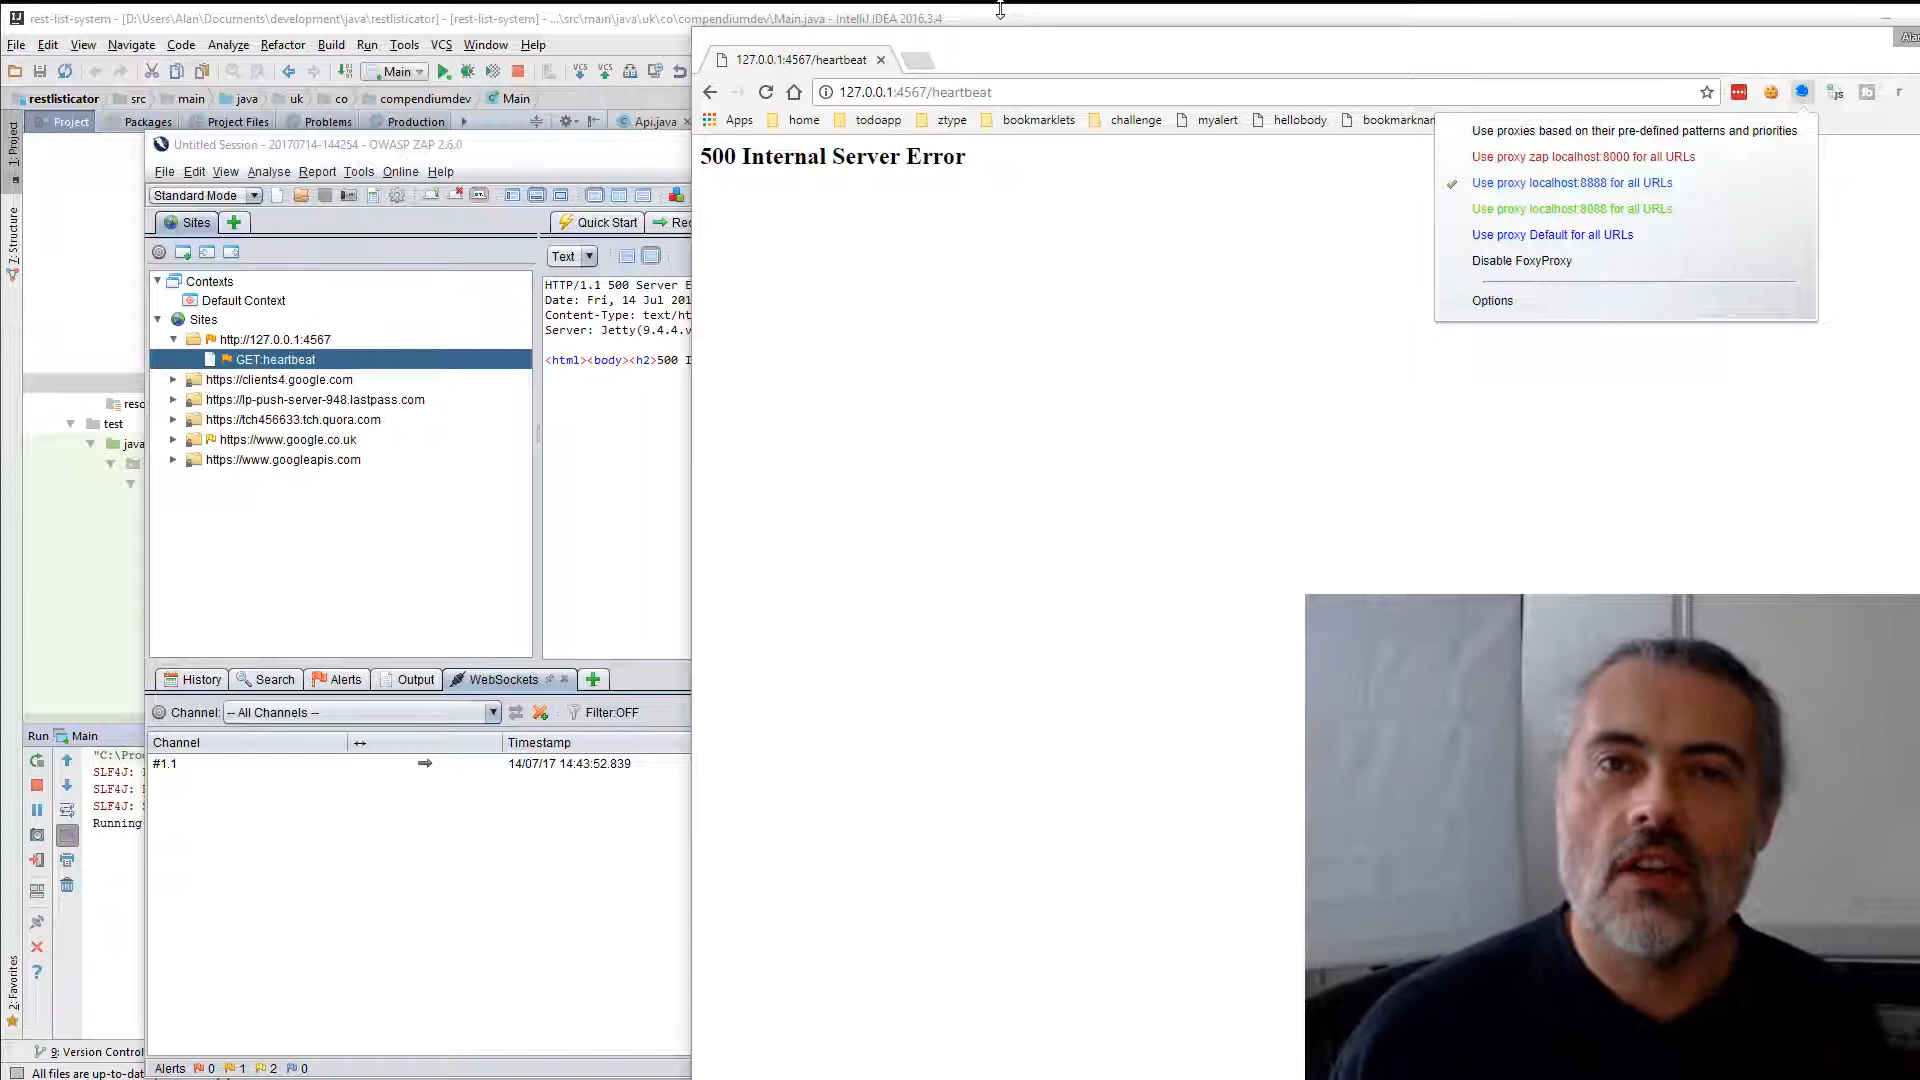 rest-list-system - [D:\Users\Alan\Documents\development\java\restlisticator] - [rest-list-system] - ...\src\main\java\uk\co\compendiumdev\Main.java - IntelliJ IDEA 2016.3.4
File Edit View Navigate Code Analyze Refactor Build Run Tools VCS Window Help
Main
restlisticator src main java uk co compendiumdev Main
Project Packages Project Files Problems Production Api.java
1: Project
7: Structure
2: Favorites
reso
test
java
Run Main
"C:\Pro
SLF4J:
SLF4J:
SLF4J:
Running
9: Version Control
All files are up-to-dat
Untitled Session - 20170714-144254 - OWASP ZAP 2.6.0
File Edit View Analyse Report Tools Online Help
Standard Mode
Sites
Quick Start
Text
Contexts
Default Context
Sites
http://127.0.0.1:4567
GET:heartbeat
https://clients4.google.com
https://lp-push-server-948.lastpass.com
https://tch456633.tch.quora.com
https://www.google.co.uk
https://www.googleapis.com
HTTP/1.1 500 Server E
Date: Fri, 14 Jul 201
Content-Type: text/ht
Server: Jetty(9.4.4.v
<html><body><h2>500 I
History Search Alerts Output WebSockets
Channel: -- All Channels -- Filter:OFF
Channel Timestamp
#1.1 14/07/17 14:43:52.839
Alerts 0 1 2 0
Alan
127.0.0.1:4567/heartbeat
127.0.0.1:4567/heartbeat
js
Apps home todoapp ztype bookmarklets challenge myalert hellobody bookmarknam
500 Internal Server Error
Use proxies based on their pre-defined patterns and priorities
Use proxy zap localhost:8000 for all URLs
Use proxy localhost:8888 for all URLs
Use proxy localhost:8088 for all URLs
Use proxy Default for all URLs
Disable FoxyProxy
Options